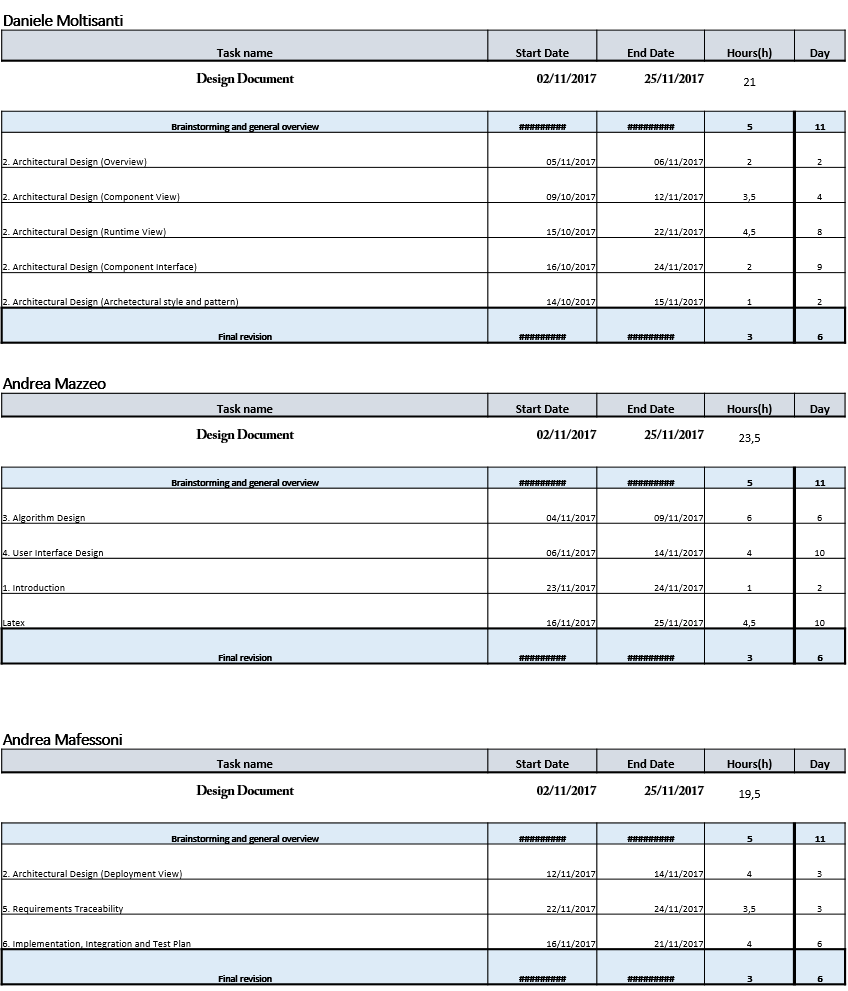 Daniele Moltisanti
Task name Start Date End Date Hours(h) Day
Design Document 02/11/2017 25/11/2017 21
Brainstorming and general overview ######### ######### 5 11
2. Architectural Design (Overview) 05/11/2017 06/11/2017 2 2
2. Architectural Design (Component View) 09/10/2017 12/11/2017 3,5 4
2. Architectural Design (Runtime View) 15/10/2017 22/11/2017 4,5 8
2. Architectural Design (Component Interface) 16/10/2017 24/11/2017 2 9
2. Architectural Design (Archetectural style and pattern) 14/10/2017 15/11/2017 1 2
Final revision ######### ######### 3 6
Andrea Mazzeo
Task name Start Date End Date Hours(h) Day
Design Document 02/11/2017 25/11/2017 23,5
Brainstorming and general overview ######### ######### 5 11
3. Algorithm Design 04/11/2017 09/11/2017 6 6
4. User Interface Design 06/11/2017 14/11/2017 4 10
1. Introduction 23/11/2017 24/11/2017 1 2
Latex 16/11/2017 25/11/2017 4,5 10
Final revision ######### ######### 3 6
Andrea Mafessoni
Task name Start Date End Date Hours(h) Day
Design Document 02/11/2017 25/11/2017 19,5
Brainstorming and general overview ######### ######### 5 11
2. Architectural Design (Deployment View) 12/11/2017 14/11/2017 4 3
5. Requirements Traceability 22/11/2017 24/11/2017 3,5 3
6. Implementation, Integration and Test Plan 16/11/2017 21/11/2017 4 6
Final revision ######### ######### 3 6